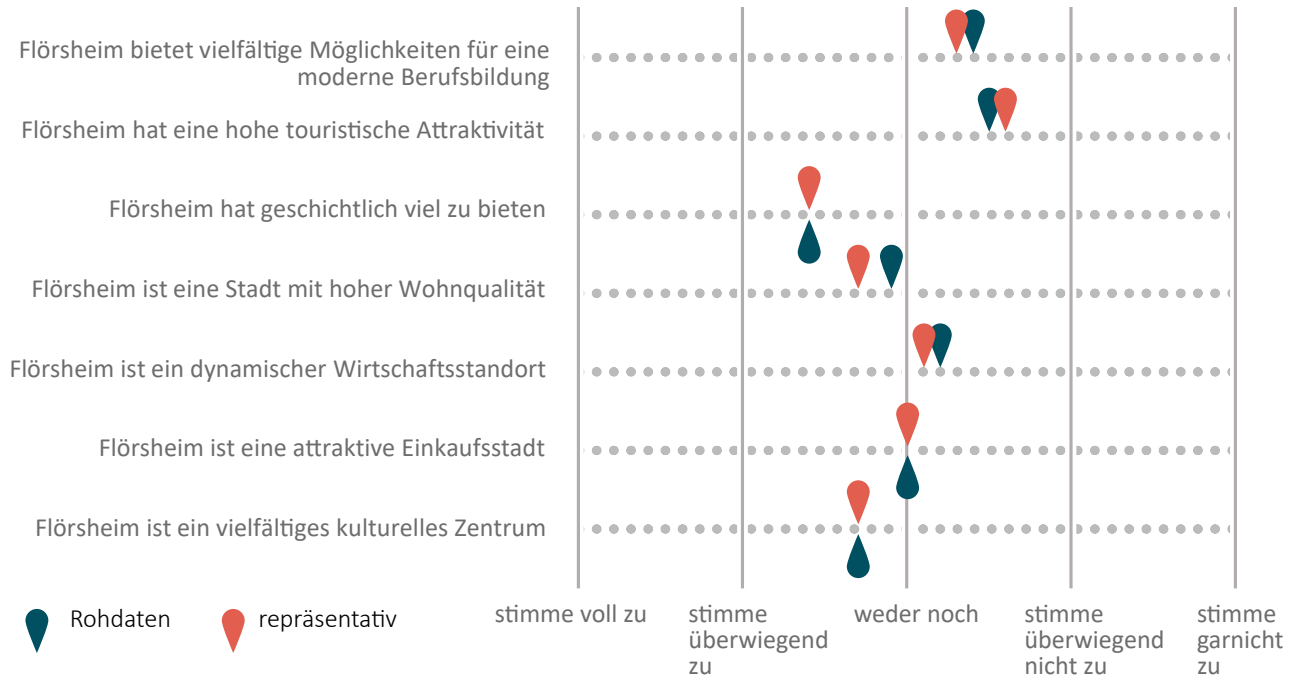 Flörsheim bietet vielfältige Möglichkeiten für eine
moderne Berufsbildung
Flörsheim hat eine hohe touristische Attraktivität
Flörsheim hat geschichtlich viel zu bieten
Flörsheim ist eine Stadt mit hoher Wohnqualität
Flörsheim ist ein dynamischer Wirtschaftsstandort
Flörsheim ist eine attraktive Einkaufsstadt
Flörsheim ist ein vielfältiges kulturelles Zentrum
Rohdaten
repräsentativ
stimme voll zu
stimme
überwiegend
zu
weder noch
stimme
überwiegend
nicht zu
stimme
garnicht
zu